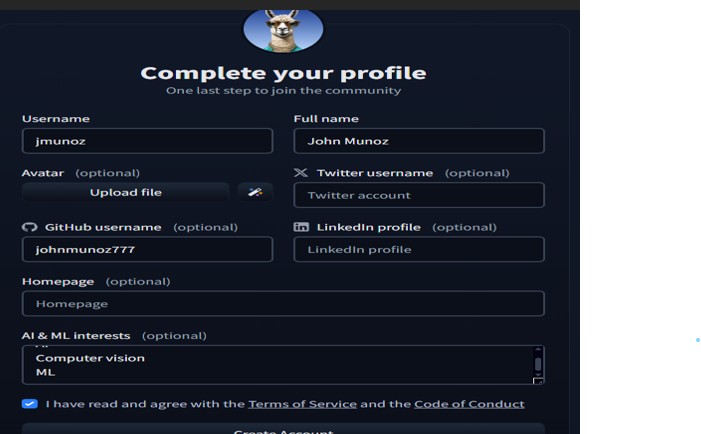 Complete your profile
One last step to join the community
Username
Full name
jmunoz
John Munoz
Avatar (optional)
Twitter username (optional)
Upload file
Twitter account
GitHub username (optional)
LinkedIn profile (optional)
johnmunoz777
LinkedIn profile
Homepage (optional)
Homepage
AI & ML interests (optional)
Computer vision
ML
I have read and agree with the Terms of Service and the Code of Conduct
Create Account